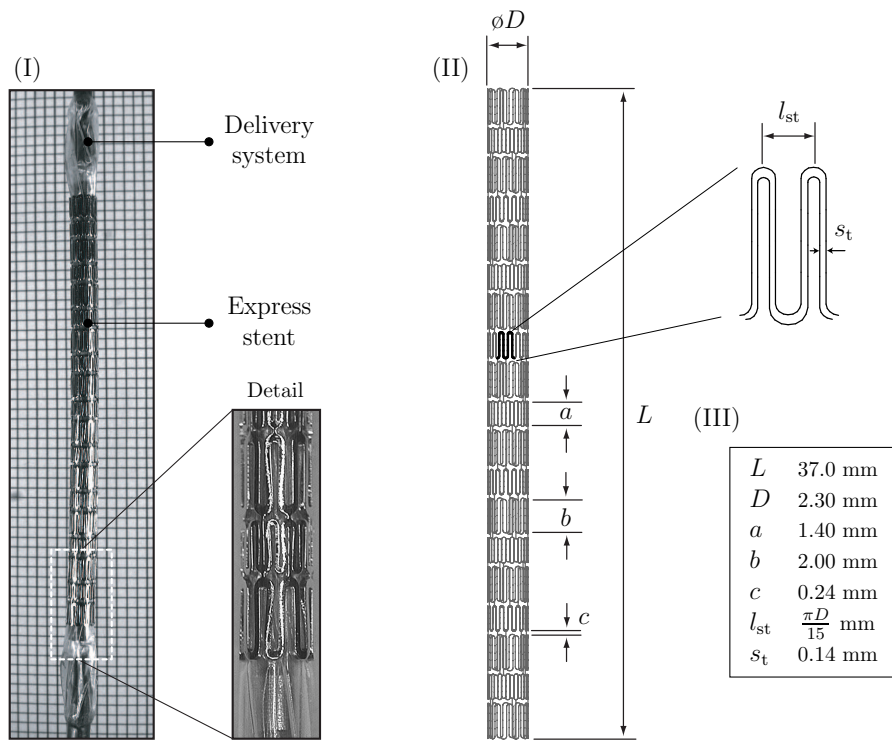 (I)
Delivery
system
Express
stent
Detail
(II)
øD
L
a
b
c
l_st
s_t
(III)
L 37.0 mm
D 2.30 mm
a 1.40 mm
b 2.00 mm
c 0.24 mm
l_st πD/15 mm
s_t 0.14 mm